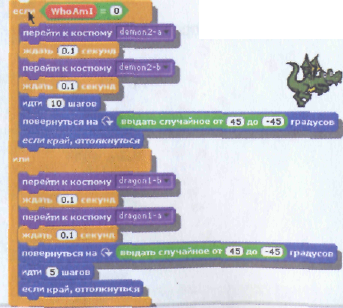 если WhoAmI = 0
перейти к костюму demon2-a
ждать 0.1 секунд
перейти к костюму demon2-b
ждать 0.1 секунд
идти 10 шагов
повернуться на выдать случайное от 45 до -45 градусов
если край, оттолкнуться
или
перейти к костюму dragon1-b
ждать 0.1 секунд
перейти к костюму dragon1-a
ждать 0.1 секунд
повернуться на выдать случайное от 45 до -45 градусов
идти 5 шагов
если край, оттолкнуться